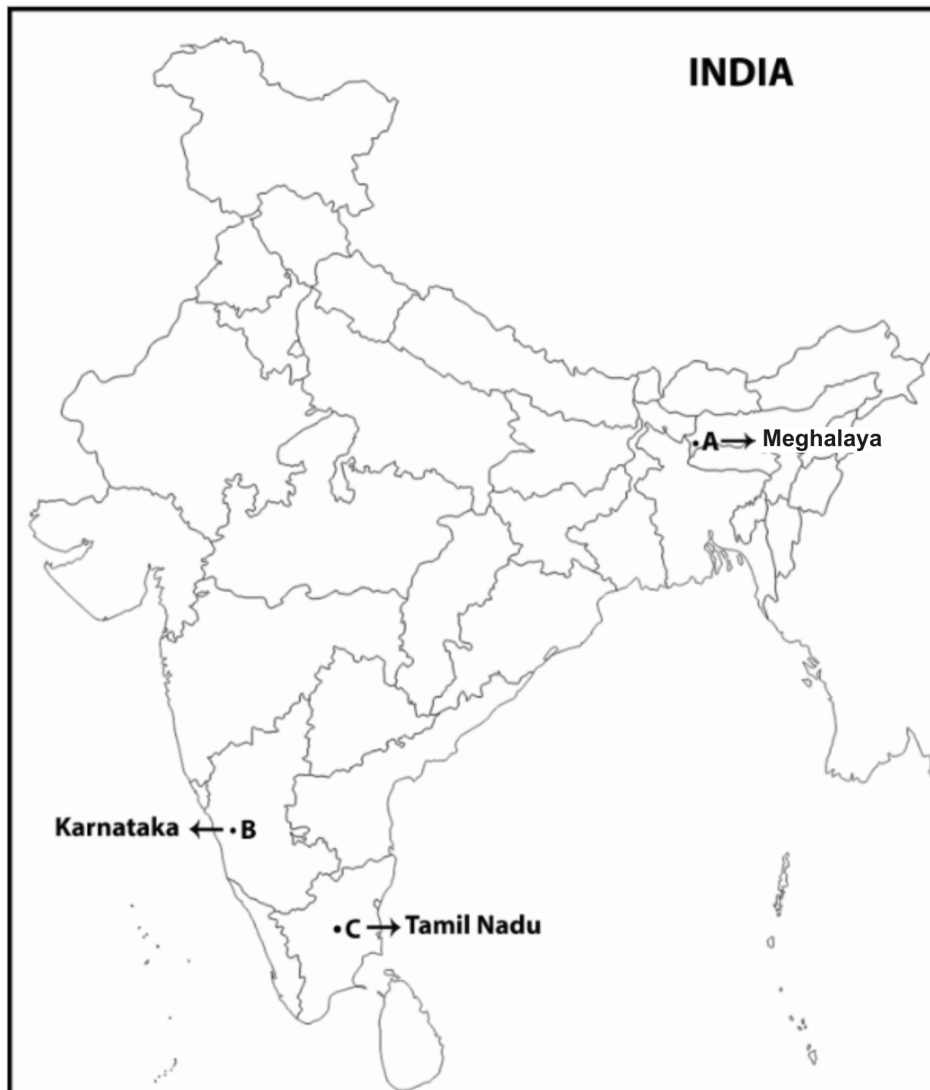 INDIA
A → Meghalaya
Karnataka ← B
C → Tamil Nadu